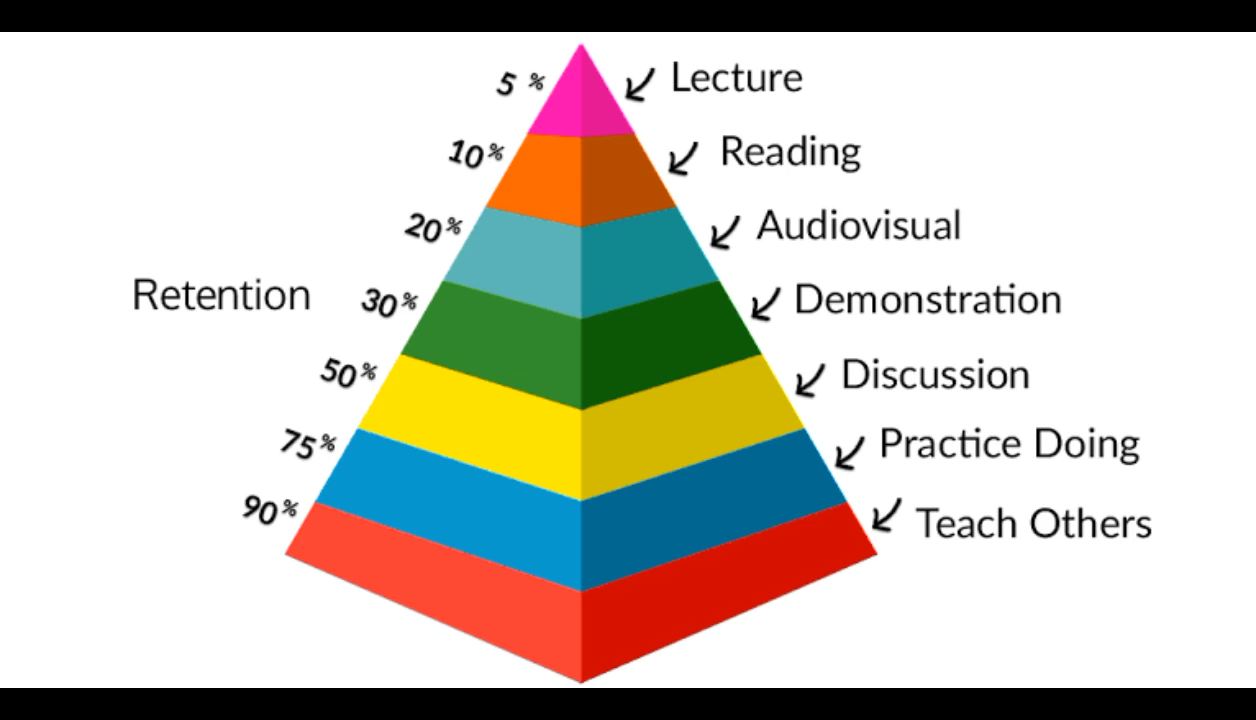 5 % Lecture
10% Reading
20% Audiovisual
Retention 30% Demonstration
50% Discussion
75% Practice Doing
90% Teach Others